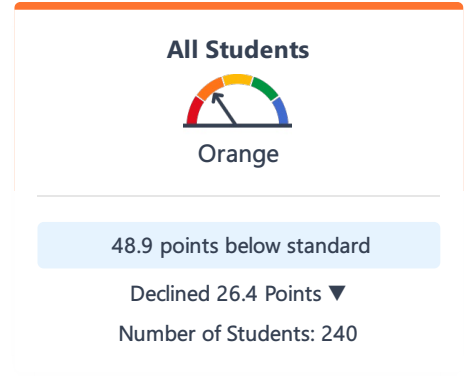 All Students
Orange
48.9 points below standard
Declined 26.4 Points ▼
Number of Students: 240